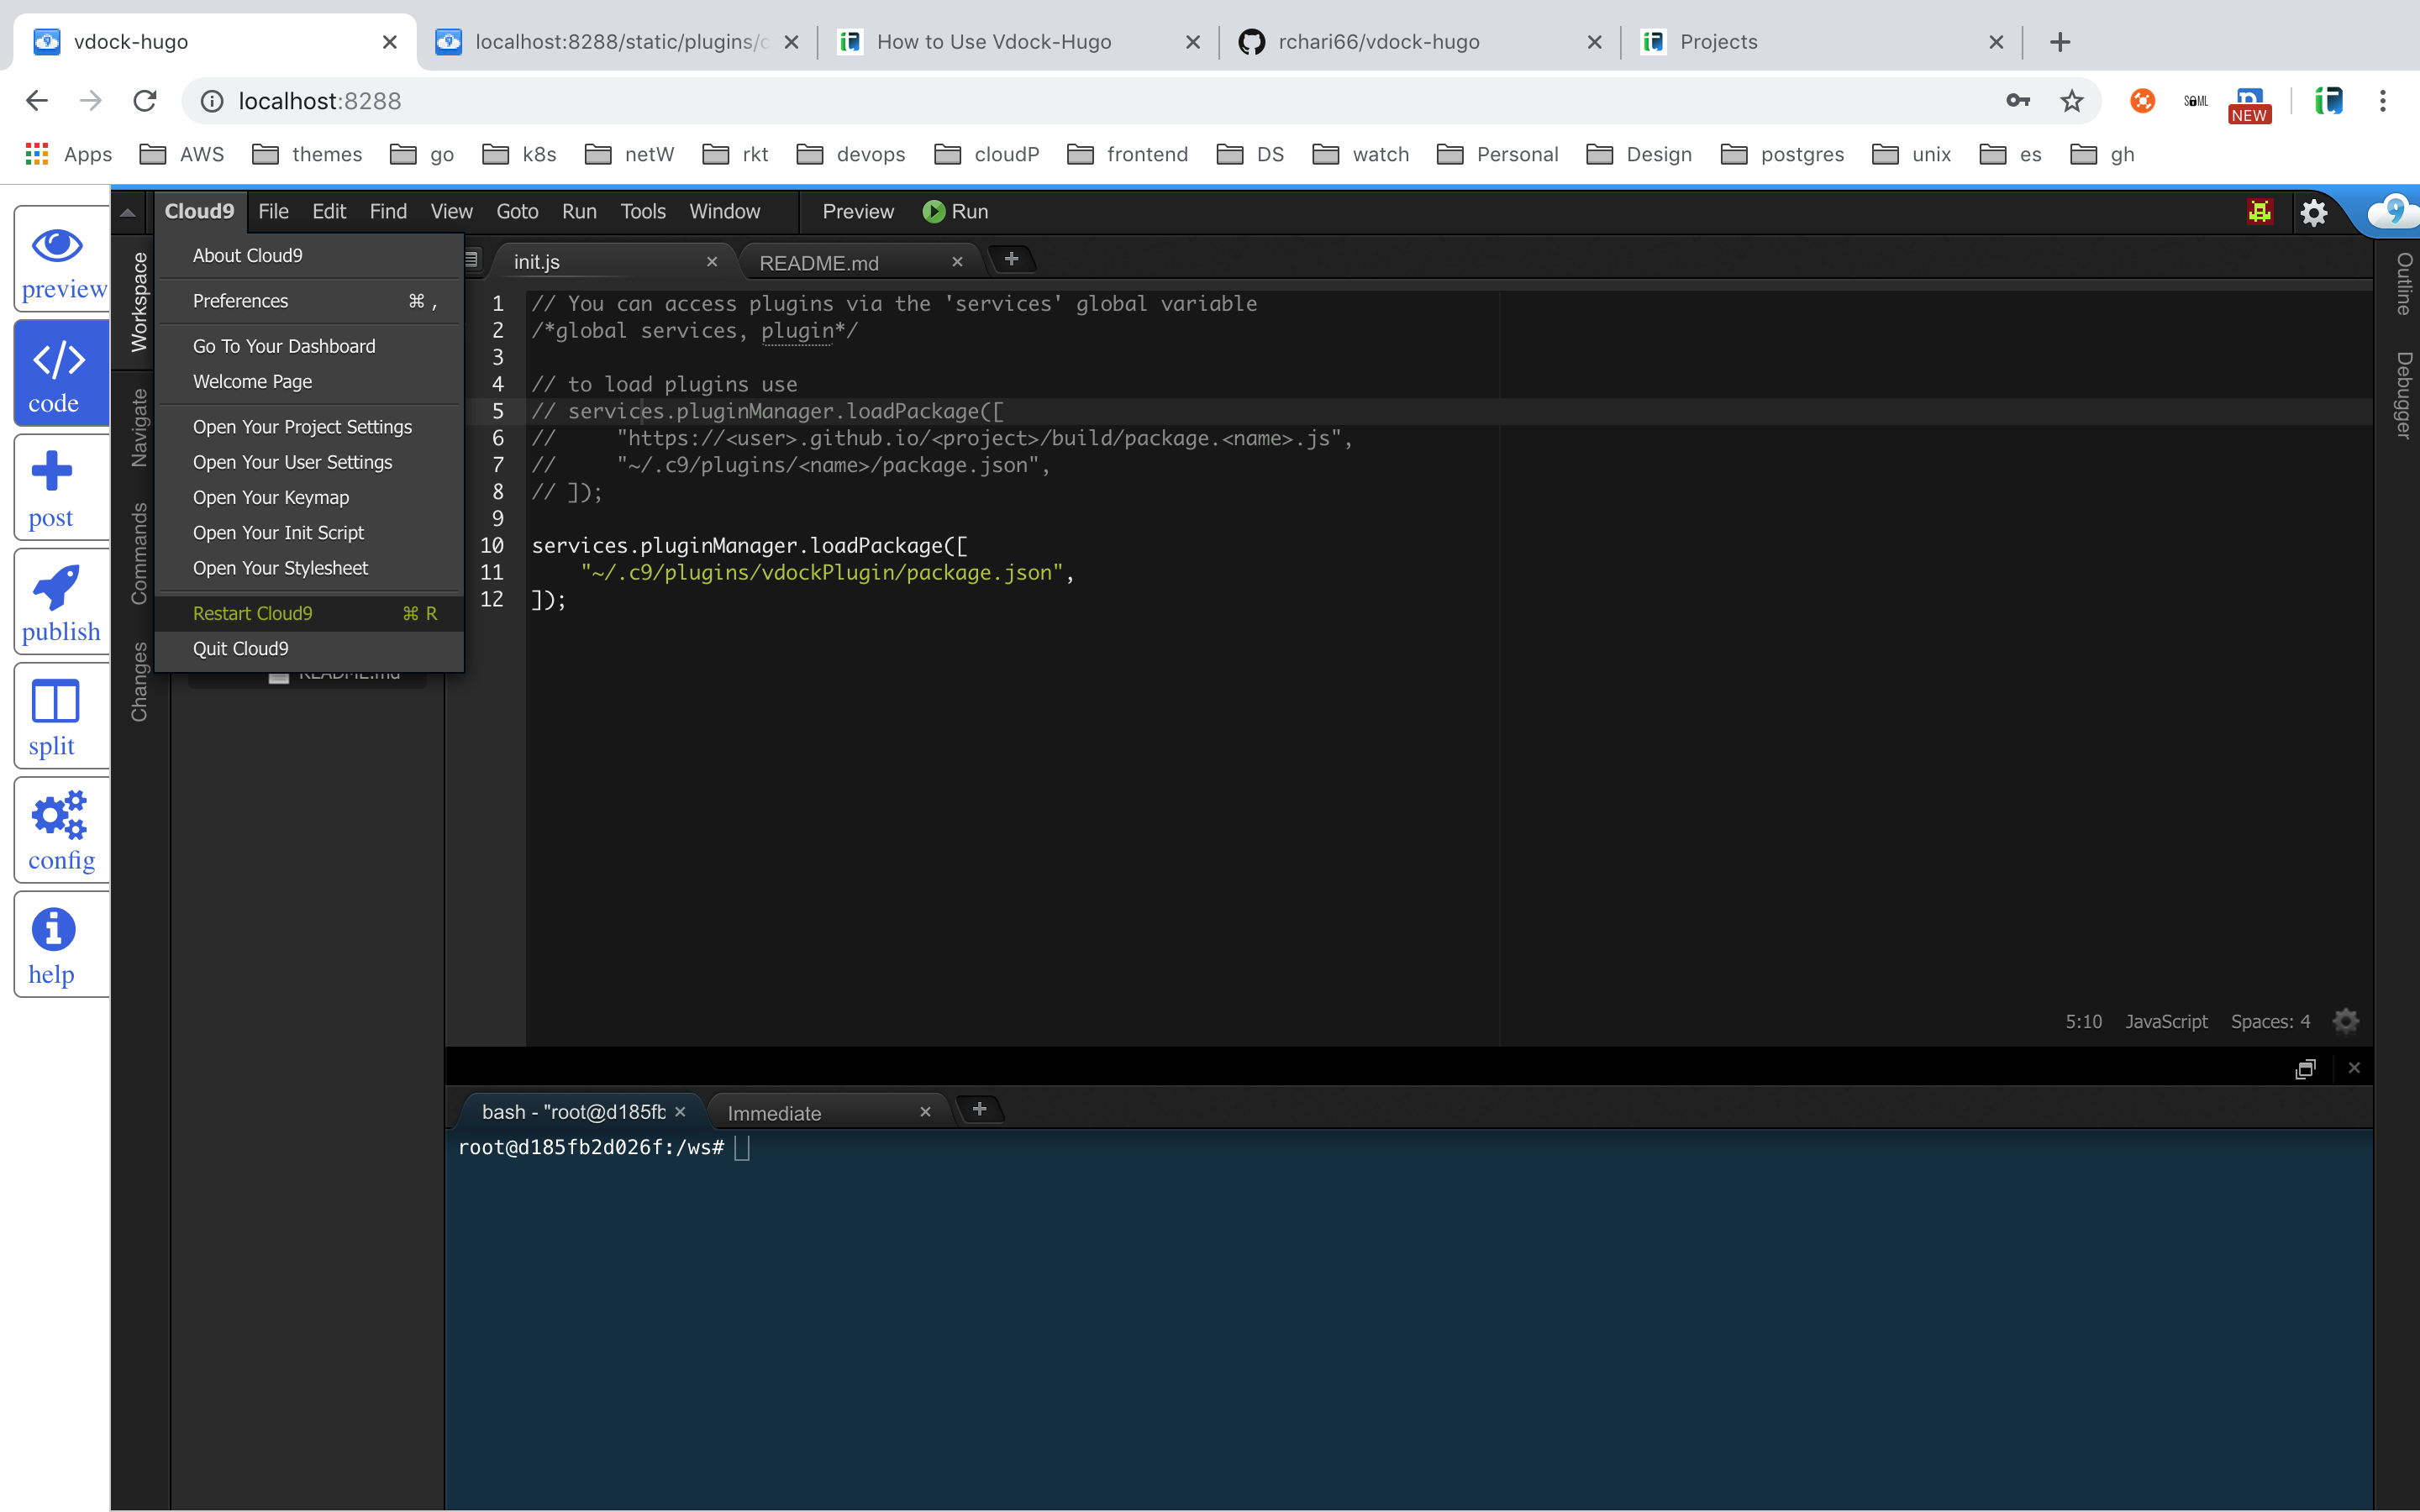 vdock-hugo
localhost:8288/static/plugins/c
How to Use Vdock-Hugo
rchari66/vdock-hugo
Projects
localhost:8288
NEW
Apps AWS themes go k8s netW rkt devops cloudP frontend DS watch Personal Design postgres unix es gh
Cloud9 File Edit Find View Goto Run Tools Window Preview Run
preview
code
post
publish
split
config
help
Workspace
Navigate
Commands
Changes
About Cloud9
Preferences ⌘ ,
Go To Your Dashboard
Welcome Page
Open Your Project Settings
Open Your User Settings
Open Your Keymap
Open Your Init Script
Open Your Stylesheet
Restart Cloud9 ⌘ R
Quit Cloud9
README.md
init.js
README.md
1 // You can access plugins via the 'services' global variable
2 /*global services, plugin*/
3
4 // to load plugins use
5 // services.pluginManager.loadPackage([
6 //     "https://<user>.github.io/<project>/build/package.<name>.js",
7 //     "~/.c9/plugins/<name>/package.json",
8 // ]);
9
10 services.pluginManager.loadPackage([
11     "~/.c9/plugins/vdockPlugin/package.json",
12 ]);
5:10 JavaScript Spaces: 4
Outline
Debugger
bash - "root@d185fb
Immediate
root@d185fb2d026f:/ws#